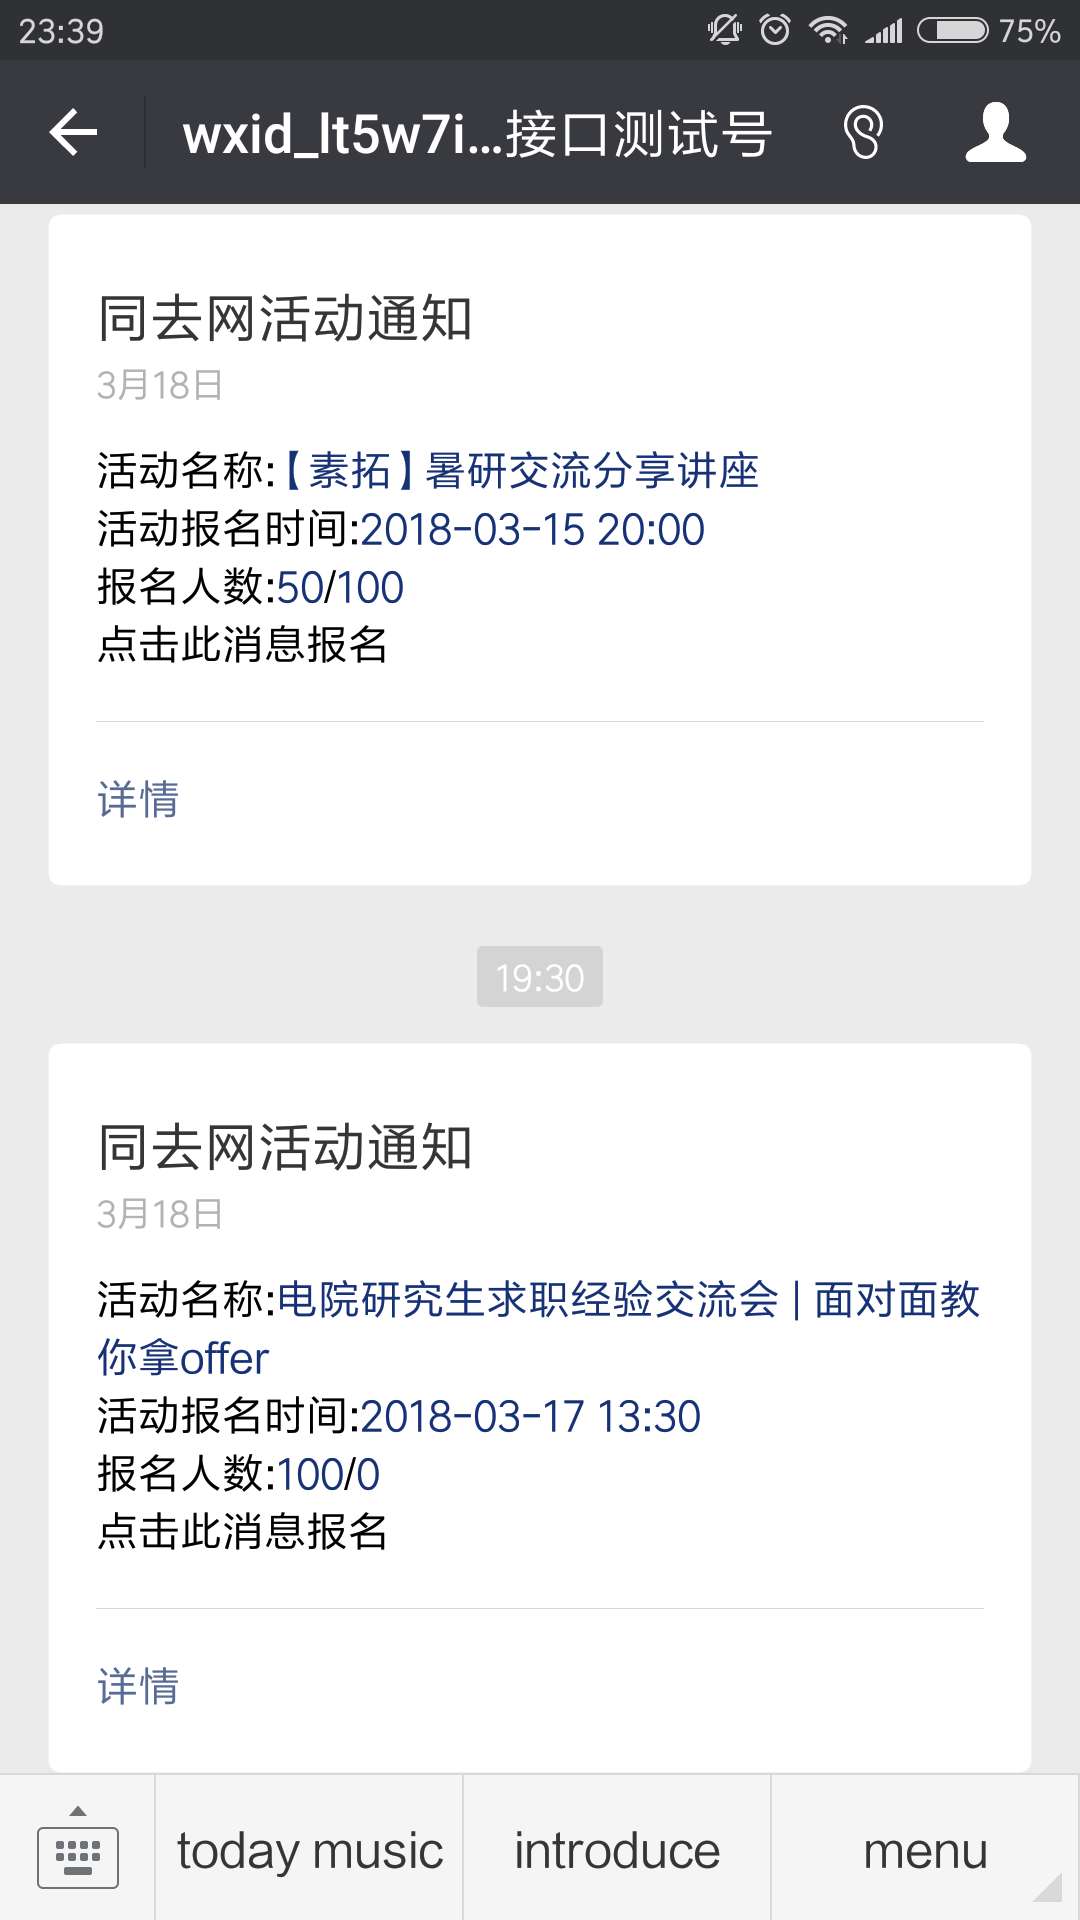 23:39
75%
wxid_lt5w7i...接口测试号
同去网活动通知
3月18日
活动名称:【素拓】暑研交流分享讲座
活动报名时间:2018-03-15 20:00
报名人数:50/100
点击此消息报名
详情
19:30
同去网活动通知
3月18日
活动名称:电院研究生求职经验交流会 | 面对面教
你拿offer
活动报名时间:2018-03-17 13:30
报名人数:100/0
点击此消息报名
详情
today music
introduce
menu